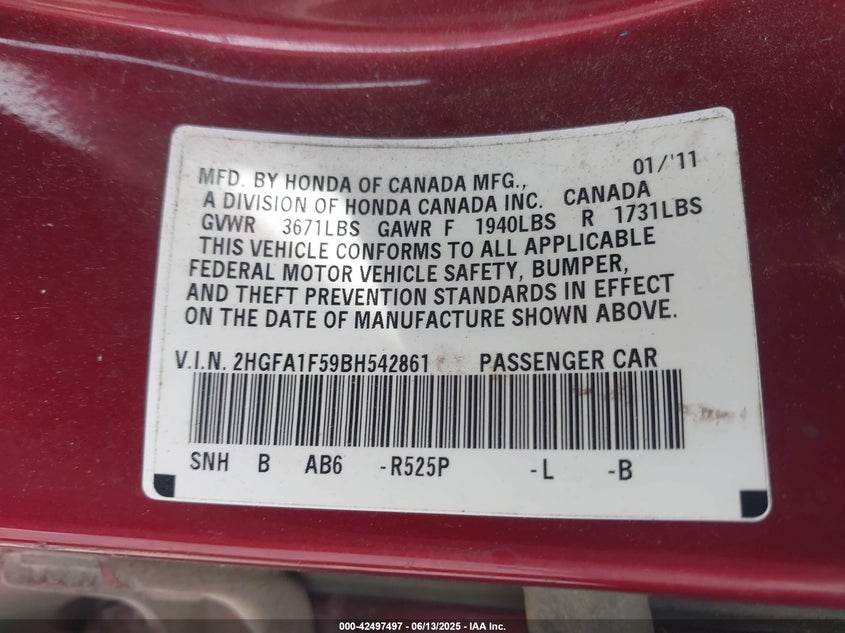 01/'11
MFD. BY HONDA OF CANADA MFG.,
A DIVISION OF HONDA CANADA INC. CANADA
GVWR 3671LBS GAWR F 1940LBS R 1731LBS
THIS VEHICLE CONFORMS TO ALL APPLICABLE
FEDERAL MOTOR VEHICLE SAFETY, BUMPER,
AND THEFT PREVENTION STANDARDS IN EFFECT
ON THE DATE OF MANUFACTURE SHOWN ABOVE.
V.I.N. 2HGFA1F59BH542861 PASSENGER CAR
SNH B AB6 -R525P -L -B
000-42497497 - 06/13/2025 - IAA Inc.